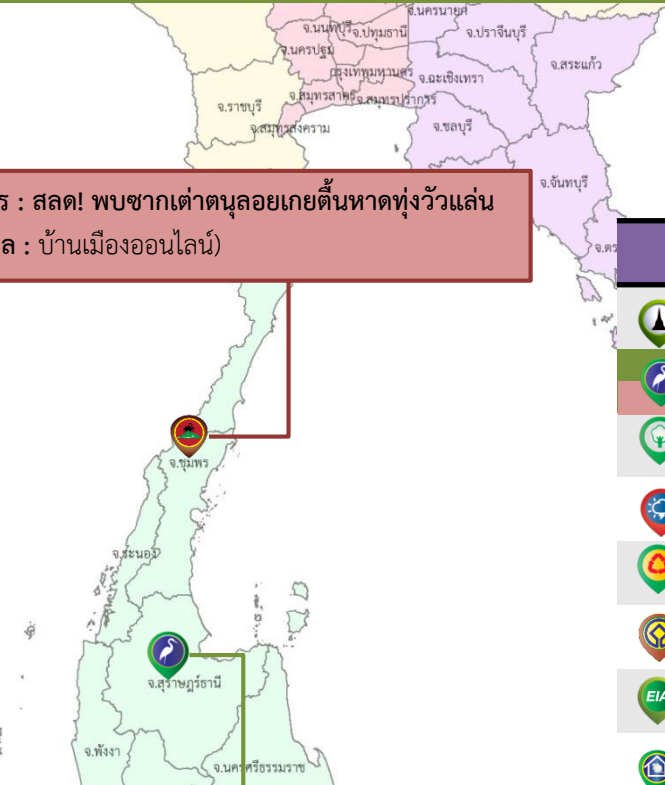 จ.นครนายก
จ.นนทบุรี
จ.ปทุมธานี
จ.ปราจีนบุรี
จ.นครปฐม
จ.สระแก้ว
กรุงเทพมหานคร
จ.ฉะเชิงเทรา
จ.ราชบุรี
จ.สมุทรสาคร
จ.สมุทรปราการ
จ.สมุทรสงคราม
จ.ชลบุรี
จ.จันทบุรี
ร : สลด! พบซากเต่าตนุลอยเกยตื้นหาดทุ่งวัวแล่น
ล : บ้านเมืองออนไลน์)
จ.ตร
จ.ชุมพร
จ.ระนอง
จ.สุราษฎร์ธานี
EIA
จ.พังงา
จ.นครศรีธรรมราช